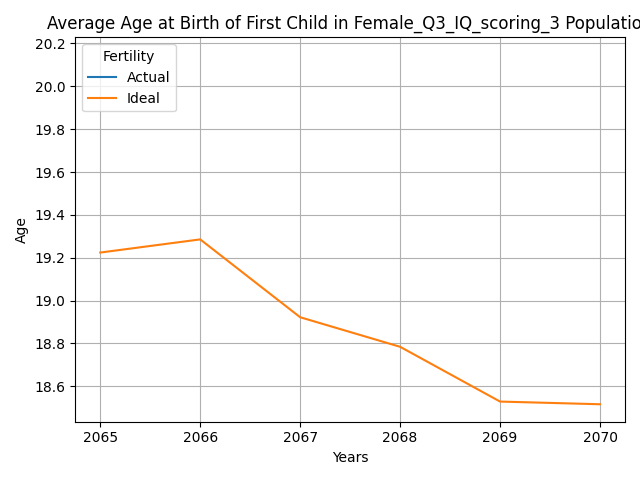 Average Age at Birth of First Child in Female_Q3_IQ_scoring_3 Populatio
Fertility
Actual
Ideal
20.2
20.0
19.8
19.6
19.4
19.2
19.0
18.8
18.6
Age
2065 2066 2067 2068 2069 2070
Years